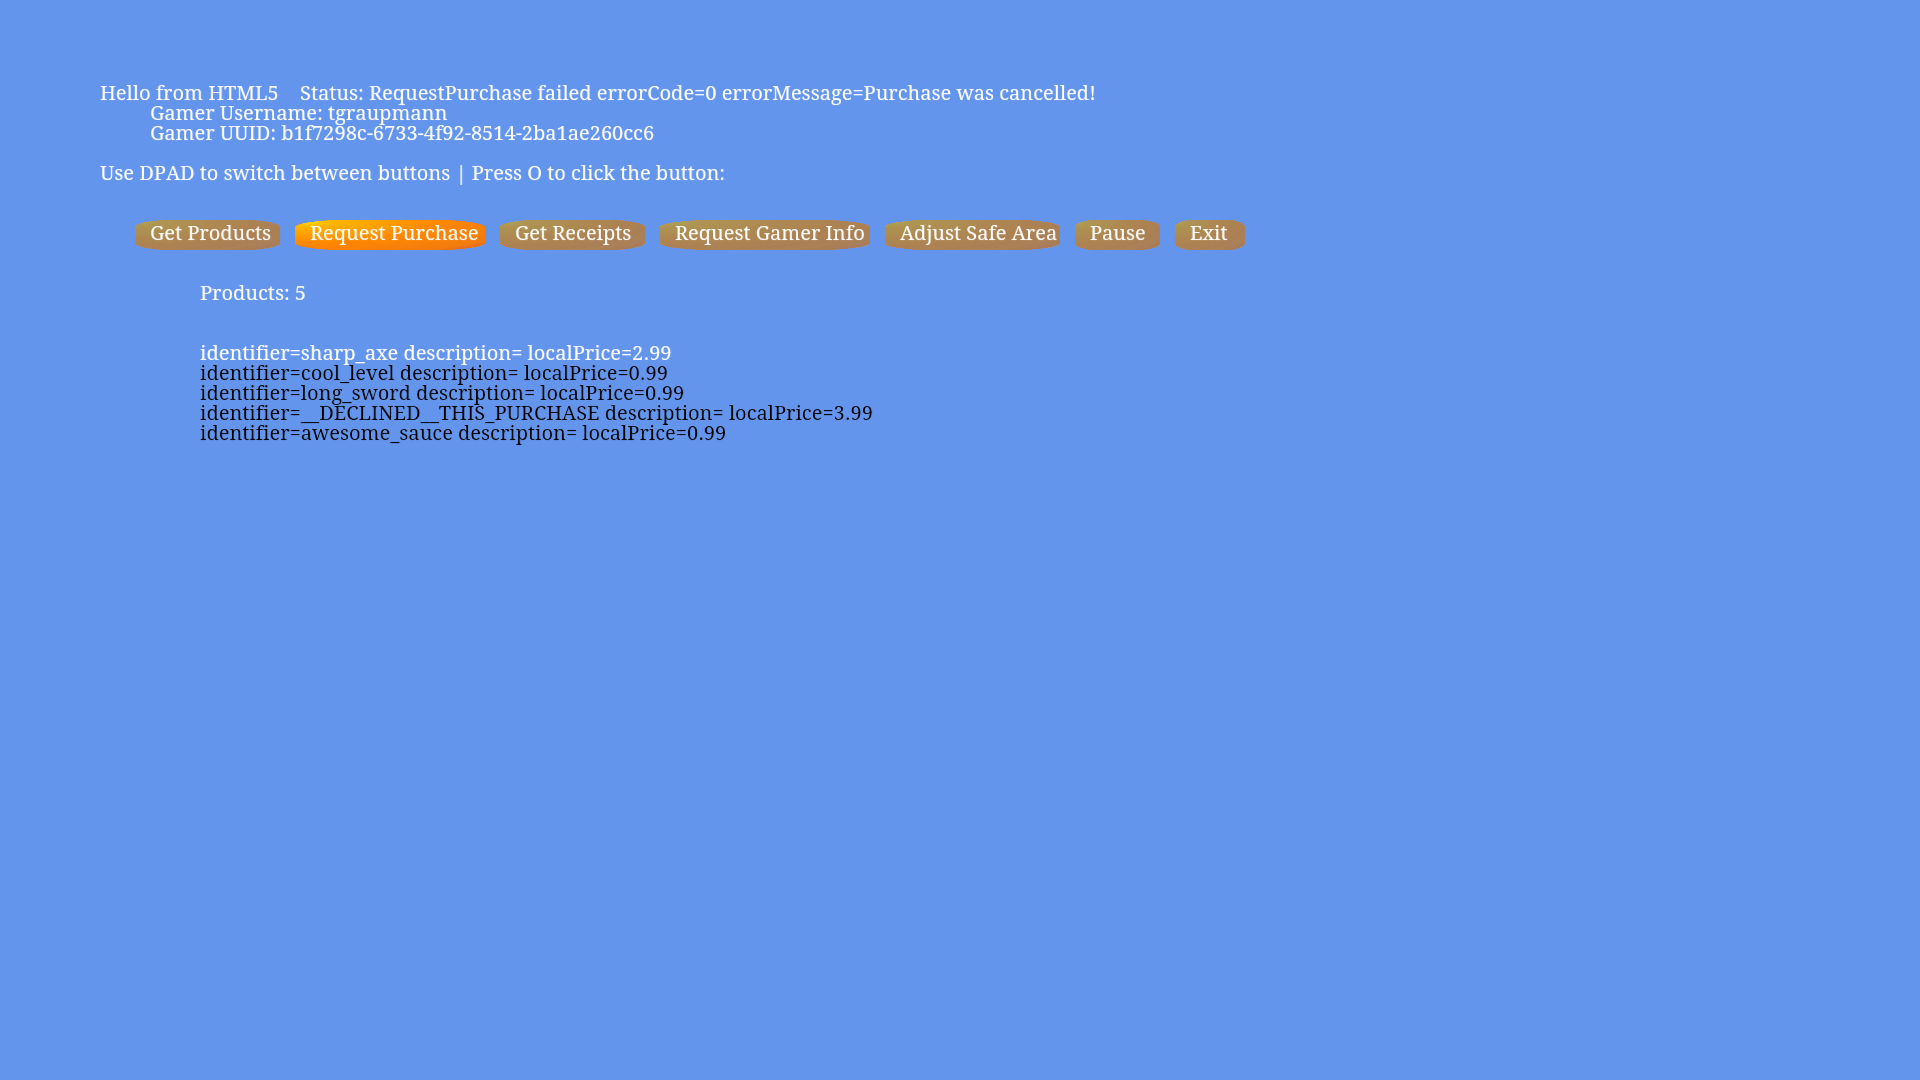 Hello from HTML5 Status: RequestPurchase failed errorCode=0 errorMessage=Purchase was cancelled!
Gamer Username: tgraupmann
Gamer UUID: b1f7298c-6733-4f92-8514-2ba1ae260cc6
Use DPAD to switch between buttons | Press O to click the button:
Get Products Request Purchase Get Receipts Request Gamer Info Adjust Safe Area Pause Exit
Products: 5
identifier=sharp_axe description= localPrice=2.99
identifier=cool_level description= localPrice=0.99
identifier=long_sword description= localPrice=0.99
identifier=__DECLINED__THIS_PURCHASE description= localPrice=3.99
identifier=awesome_sauce description= localPrice=0.99